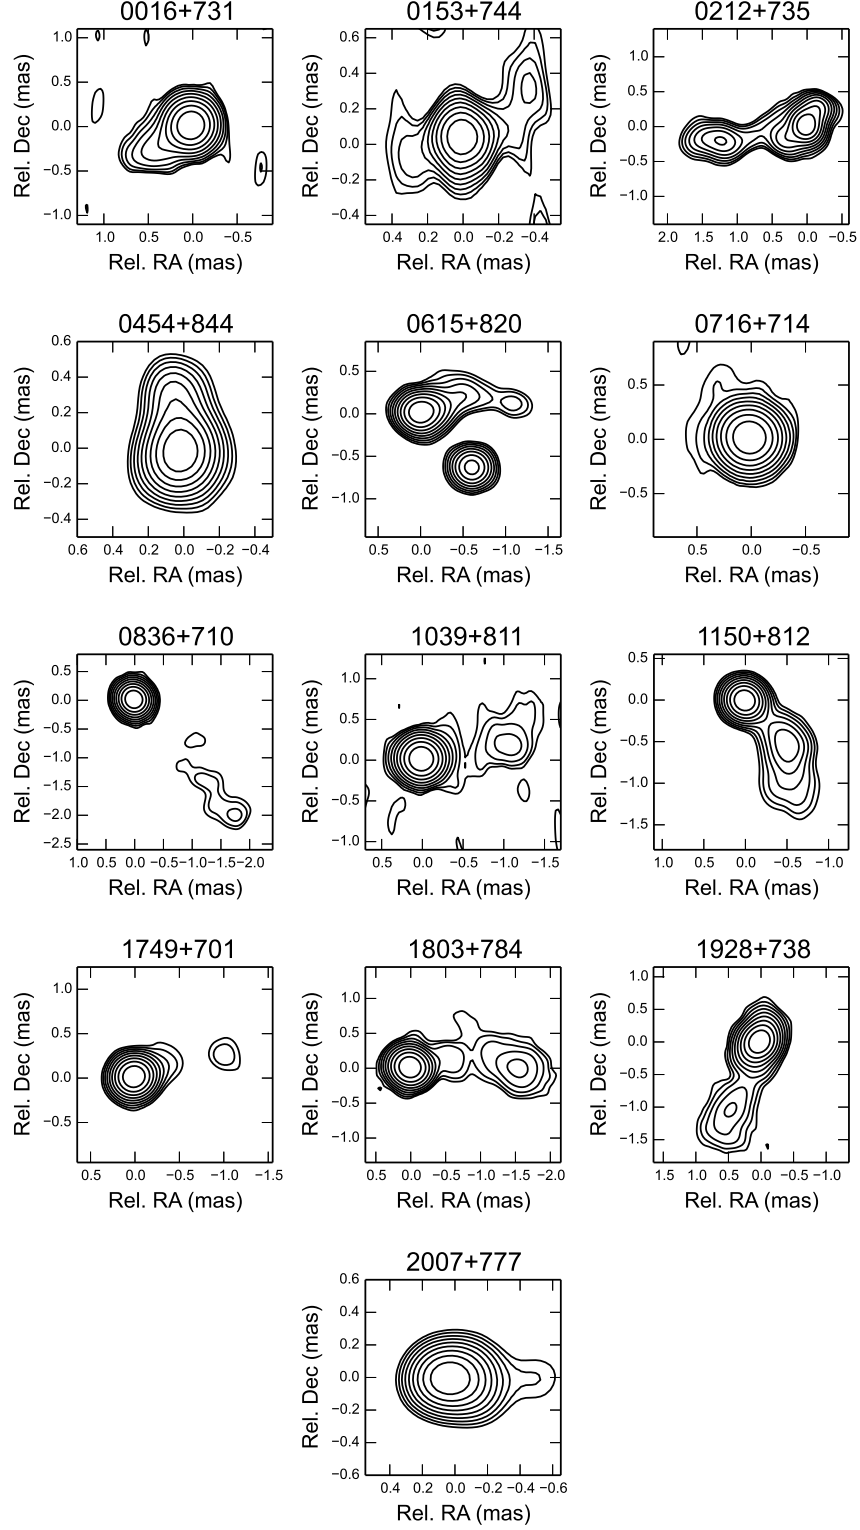 0016+731 0153+744 0212+735
1.0 0.5 0.0 −0.5 −1.0
0.6 0.4 0.2 0.0 −0.2 −0.4
1.0 0.5 0.0 −0.5 −1.0
Rel. Dec (mas) Rel. Dec (mas) Rel. Dec (mas)
1.0 0.5 0.0 −0.5 0.4 0.2 0.0 −0.2 −0.4 2.0 1.5 1.0 0.5 0.0 −0.5
Rel. RA (mas) Rel. RA (mas) Rel. RA (mas)
0454+844 0615+820 0716+714
0.6 0.4 0.2 0.0 −0.2 −0.4
0.5 0.0 −0.5 −1.0
0.5 0.0 −0.5
Rel. Dec (mas) Rel. Dec (mas) Rel. Dec (mas)
0.6 0.4 0.2 0.0 −0.2 −0.4 0.5 0.0 −0.5 −1.0 −1.5 0.5 0.0 −0.5
Rel. RA (mas) Rel. RA (mas) Rel. RA (mas)
0836+710 1039+811 1150+812
0.5 0.0 −0.5 −1.0 −1.5 −2.0 −2.5
1.0 0.5 0.0 −0.5 −1.0
0.5 0.0 −0.5 −1.0 −1.5
Rel. Dec (mas) Rel. Dec (mas) Rel. Dec (mas)
1.0 0.5 0.0 −0.5−1.0−1.5−2.0 0.5 0.0 −0.5 −1.0 −1.5 1.0 0.5 0.0 −0.5 −1.0
Rel. RA (mas) Rel. RA (mas) Rel. RA (mas)
1749+701 1803+784 1928+738
1.0 0.5 0.0 −0.5
1.0 0.5 0.0 −0.5 −1.0
1.0 0.5 0.0 −0.5 −1.0 −1.5
Rel. Dec (mas) Rel. Dec (mas) Rel. Dec (mas)
0.5 0.0 −0.5 −1.0 −1.5 0.5 0.0 −0.5 −1.0 −1.5 −2.0 1.5 1.0 0.5 0.0 −0.5 −1.0
Rel. RA (mas) Rel. RA (mas) Rel. RA (mas)
2007+777
0.6 0.4 0.2 0.0 −0.2 −0.4 −0.6
Rel. Dec (mas)
0.4 0.2 0.0 −0.2 −0.4 −0.6
Rel. RA (mas)